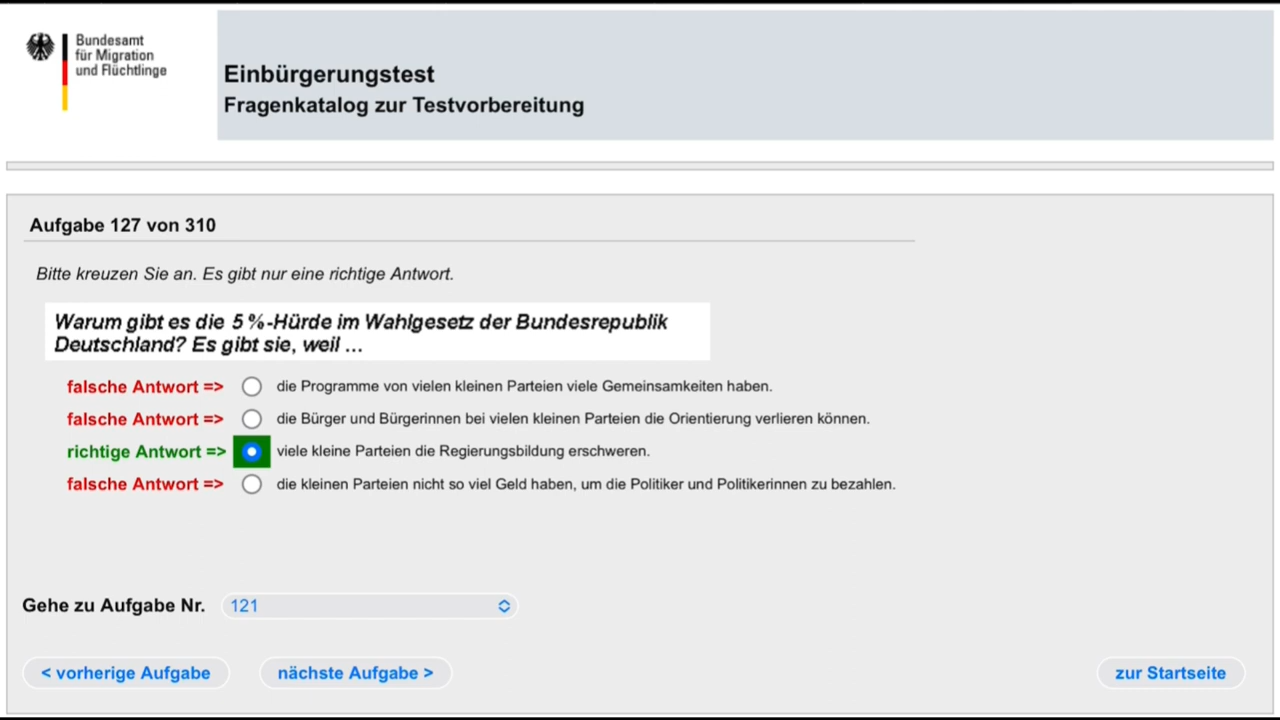 Bundesamt
für Migration
und Flüchtlinge
Einbürgerungstest
Fragenkatalog zur Testvorbereitung
Aufgabe 127 von 310
Bitte kreuzen Sie an. Es gibt nur eine richtige Antwort.
Warum gibt es die 5 %-Hürde im Wahlgesetz der Bundesrepublik
Deutschland? Es gibt sie, weil ...
falsche Antwort => die Programme von vielen kleinen Parteien viele Gemeinsamkeiten haben.
falsche Antwort => die Bürger und Bürgerinnen bei vielen kleinen Parteien die Orientierung verlieren können.
richtige Antwort => viele kleine Parteien die Regierungsbildung erschweren.
falsche Antwort => die kleinen Parteien nicht so viel Geld haben, um die Politiker und Politikerinnen zu bezahlen.
Gehe zu Aufgabe Nr. 121
< vorherige Aufgabe nächste Aufgabe > zur Startseite